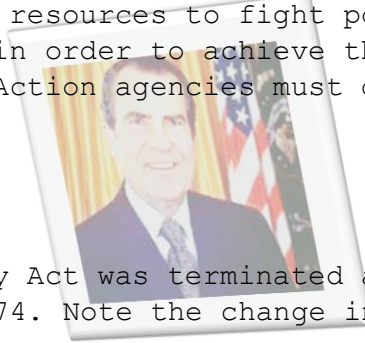 resources to fight po
in order to achieve th
Action agencies must c
y Act was terminated a
74. Note the change in